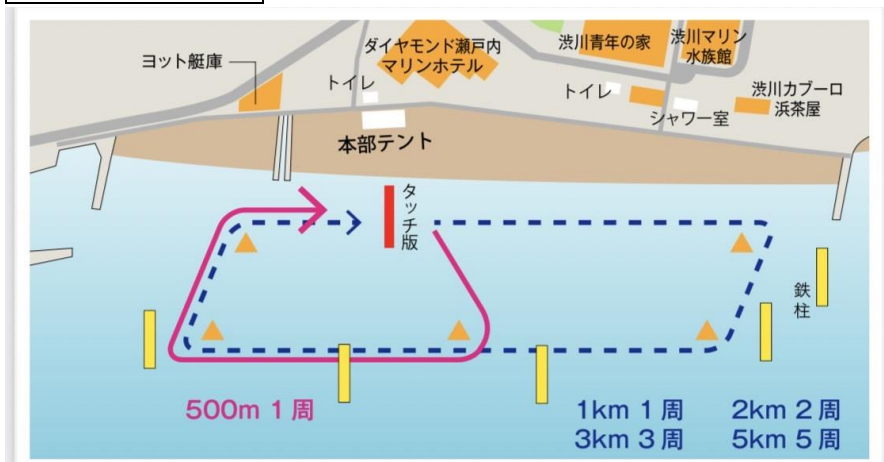 ヨット艇庫
トイレ
ダイヤモンド瀬戸内
マリンホテル
渋川青年の家
渋川マリン
水族館
トイレ
シャワー室
渋川カブーロ
浜茶屋
本部テント
タッチ版
鉄柱
500m 1周
1km 1周 2km 2周
3km 3周 5km 5周